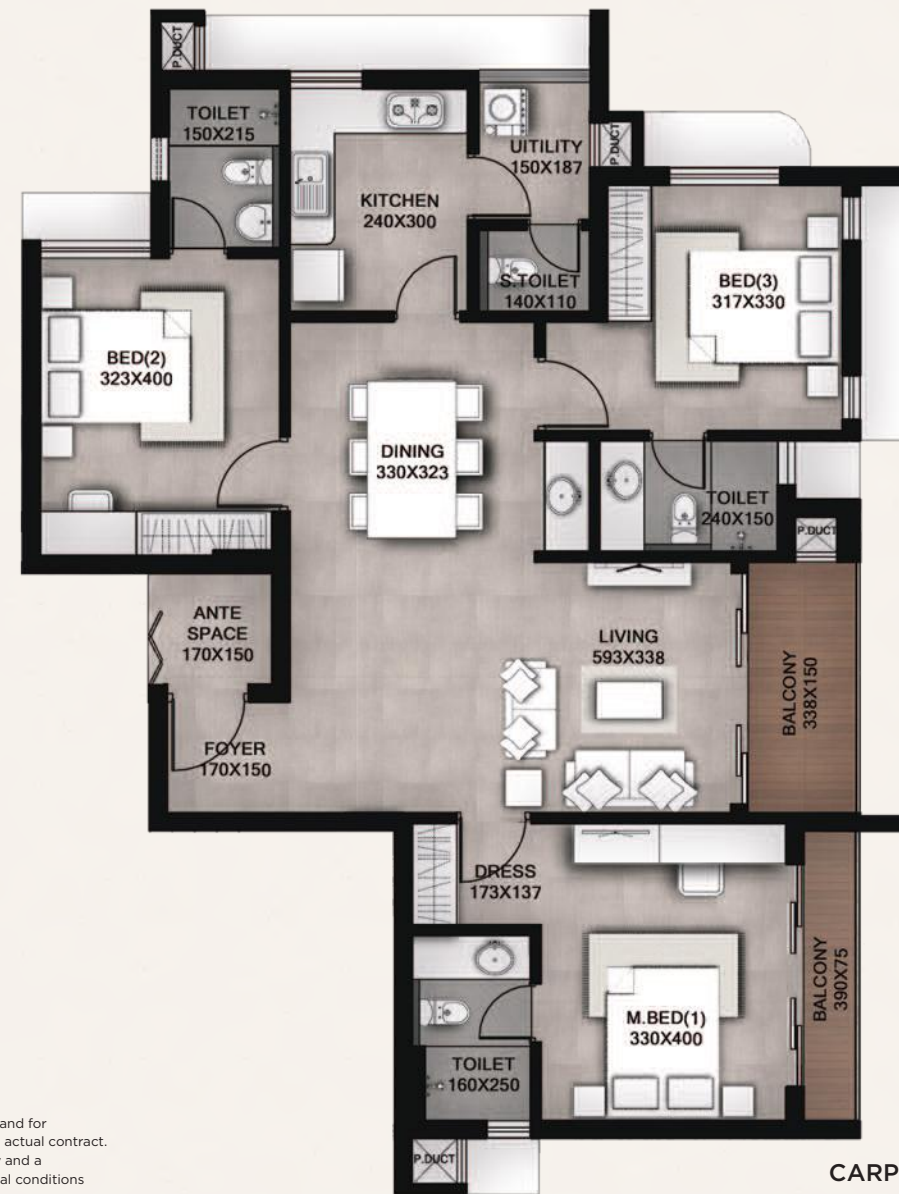 P.DUCT
TOILET
150X215
UITILITY
150X187
P.DUCT
KITCHEN
240X300
S.TOILET
140X110
BED(3)
317X330
BED(2)
323X400
DINING
330X323
TOILET
240X150
P.DUCT
ANTE
SPACE
170X150
LIVING
593X338
BALCONY
338X150
FOYER
170X150
DRESS
173X137
BALCONY
390X75
M.BED(1)
330X400
TOILET
160X250
P.DUCT
and for
actual contract.
and a
al conditions
CARP